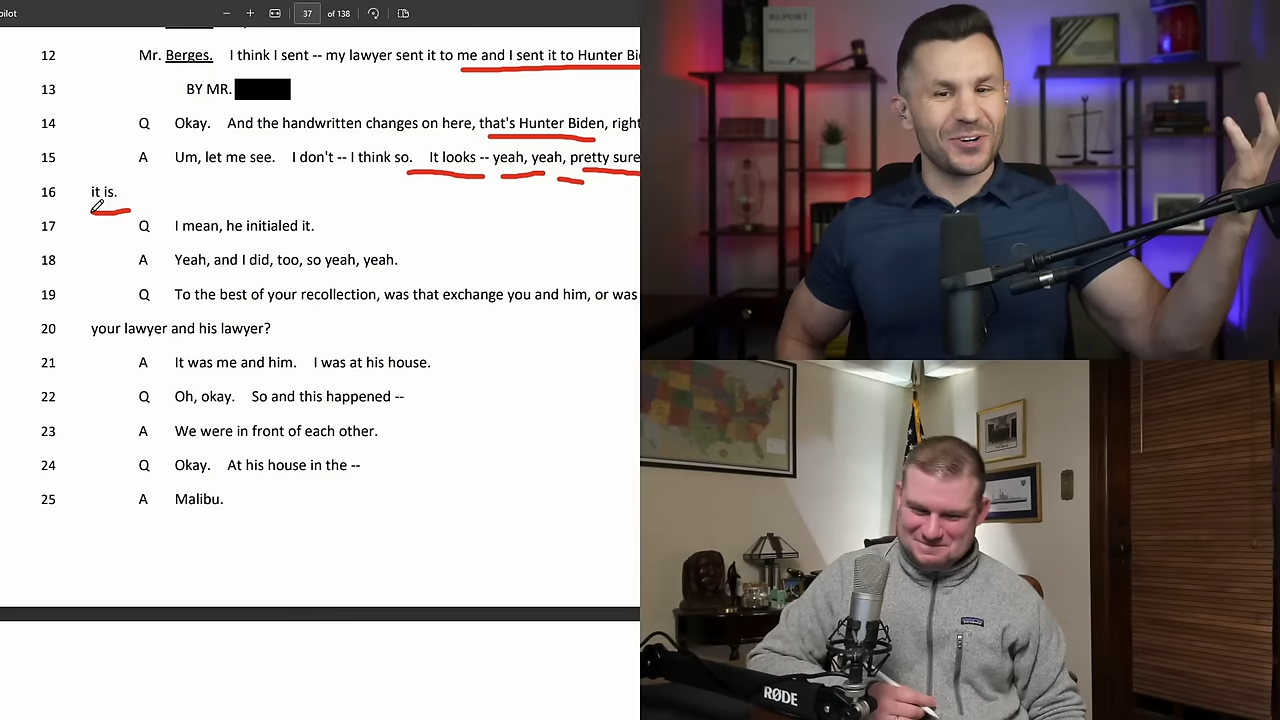 pilot
37 of 138
12 Mr. Berges. I think I sent -- my lawyer sent it to me and I sent it to Hunter Bi
13 BY MR.
14 Q Okay. And the handwritten changes on here, that's Hunter Biden, right
15 A Um, let me see. I don't -- I think so. It looks -- yeah, yeah, pretty sure
16 it is.
17 Q I mean, he initialed it.
18 A Yeah, and I did, too, so yeah, yeah.
19 Q To the best of your recollection, was that exchange you and him, or was
20 your lawyer and his lawyer?
21 A It was me and him. I was at his house.
22 Q Oh, okay. So and this happened --
23 A We were in front of each other.
24 Q Okay. At his house in the --
25 A Malibu.
REPORT
patagonia
RØDE